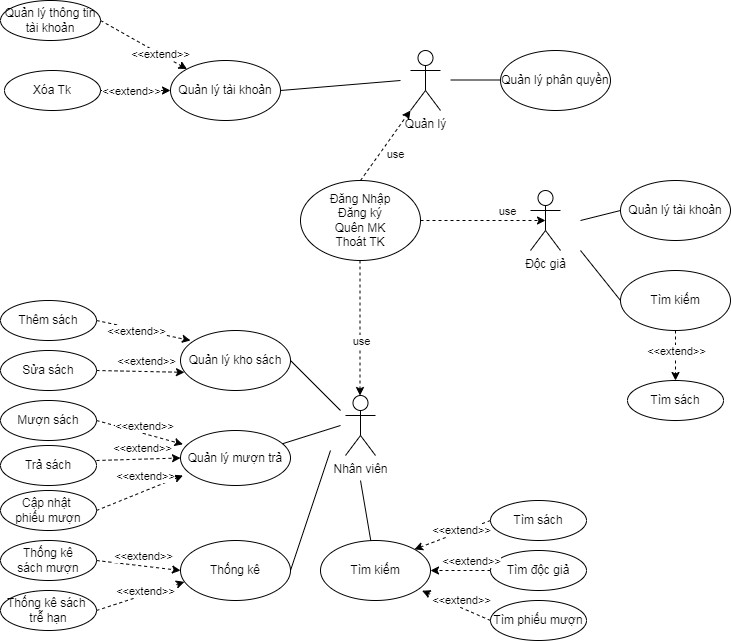 Quản lý thông tin
tài khoản
<<extend>>
Xóa Tk
<<extend>>
Quản lý tài khoản
Quản lý
Quản lý phân quyền
use
Đăng Nhập
Đăng ký
Quên MK
Thoát TK
use
Độc giả
Quản lý tài khoản
Tìm kiếm
<<extend>>
Tìm sách
use
Thêm sách
<<extend>>
Sửa sách
<<extend>>
Quản lý kho sách
Mượn sách
<<extend>>
Trả sách
<<extend>>
Cập nhật
phiếu mượn
<<extend>>
Quản lý mượn trả
Nhân viên
Thống kê
sách mượn
<<extend>>
Thống kê sách
trễ hạn
<<extend>>
Thống kê
Tìm kiếm
<<extend>>
Tìm sách
<<extend>>
Tìm độc giả
<<extend>>
Tìm phiếu mượn